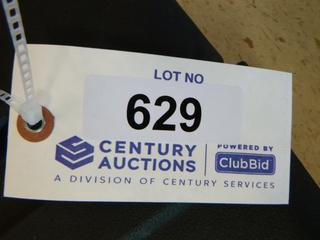 LOT NO
629
CENTURY
AUCTIONS
POWERED BY
ClubBid
A DIVISION OF CENTURY SERVICES